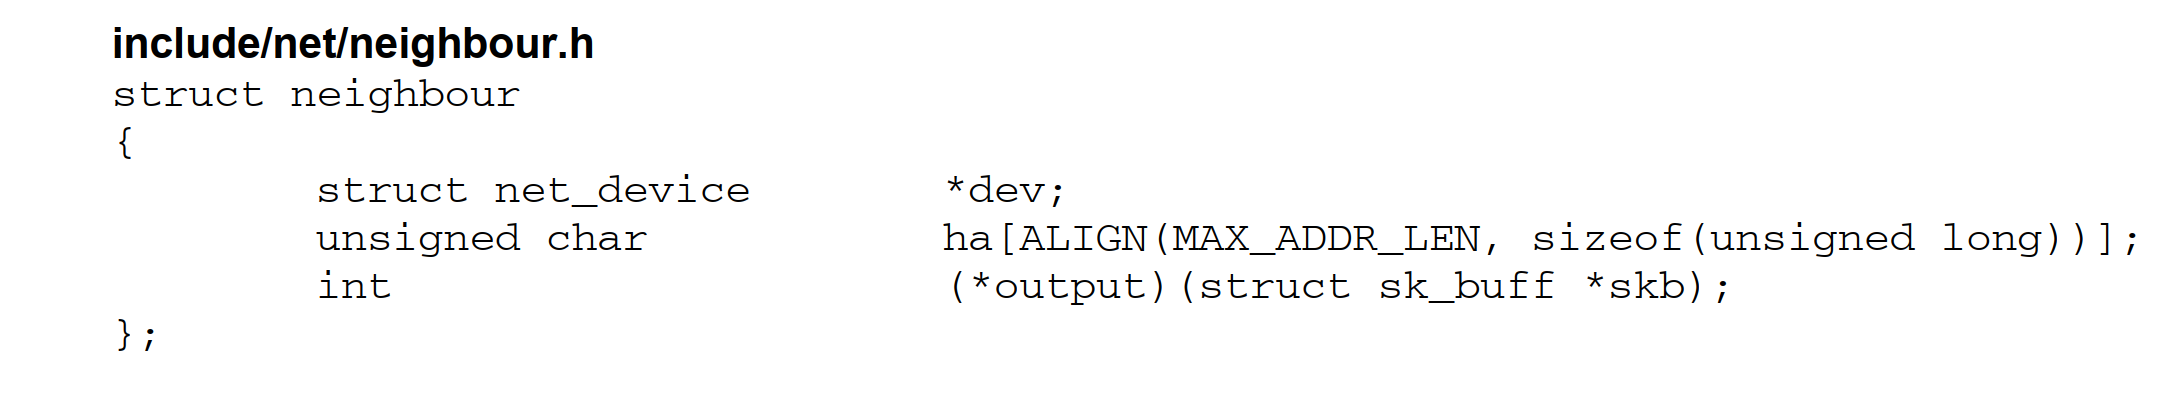 include/net/neighbour.h
struct neighbour
{
struct net_device *dev;
unsigned char ha[ALIGN(MAX_ADDR_LEN, sizeof(unsigned long))];
int (*output)(struct sk_buff *skb);
};